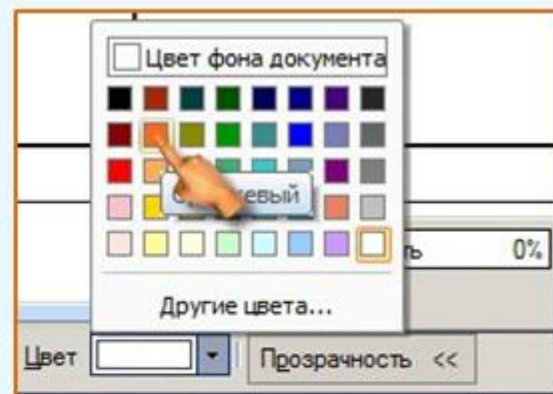 Цвет фона документа
Другие цвета...
0%
Цвет
Прозрачность <<